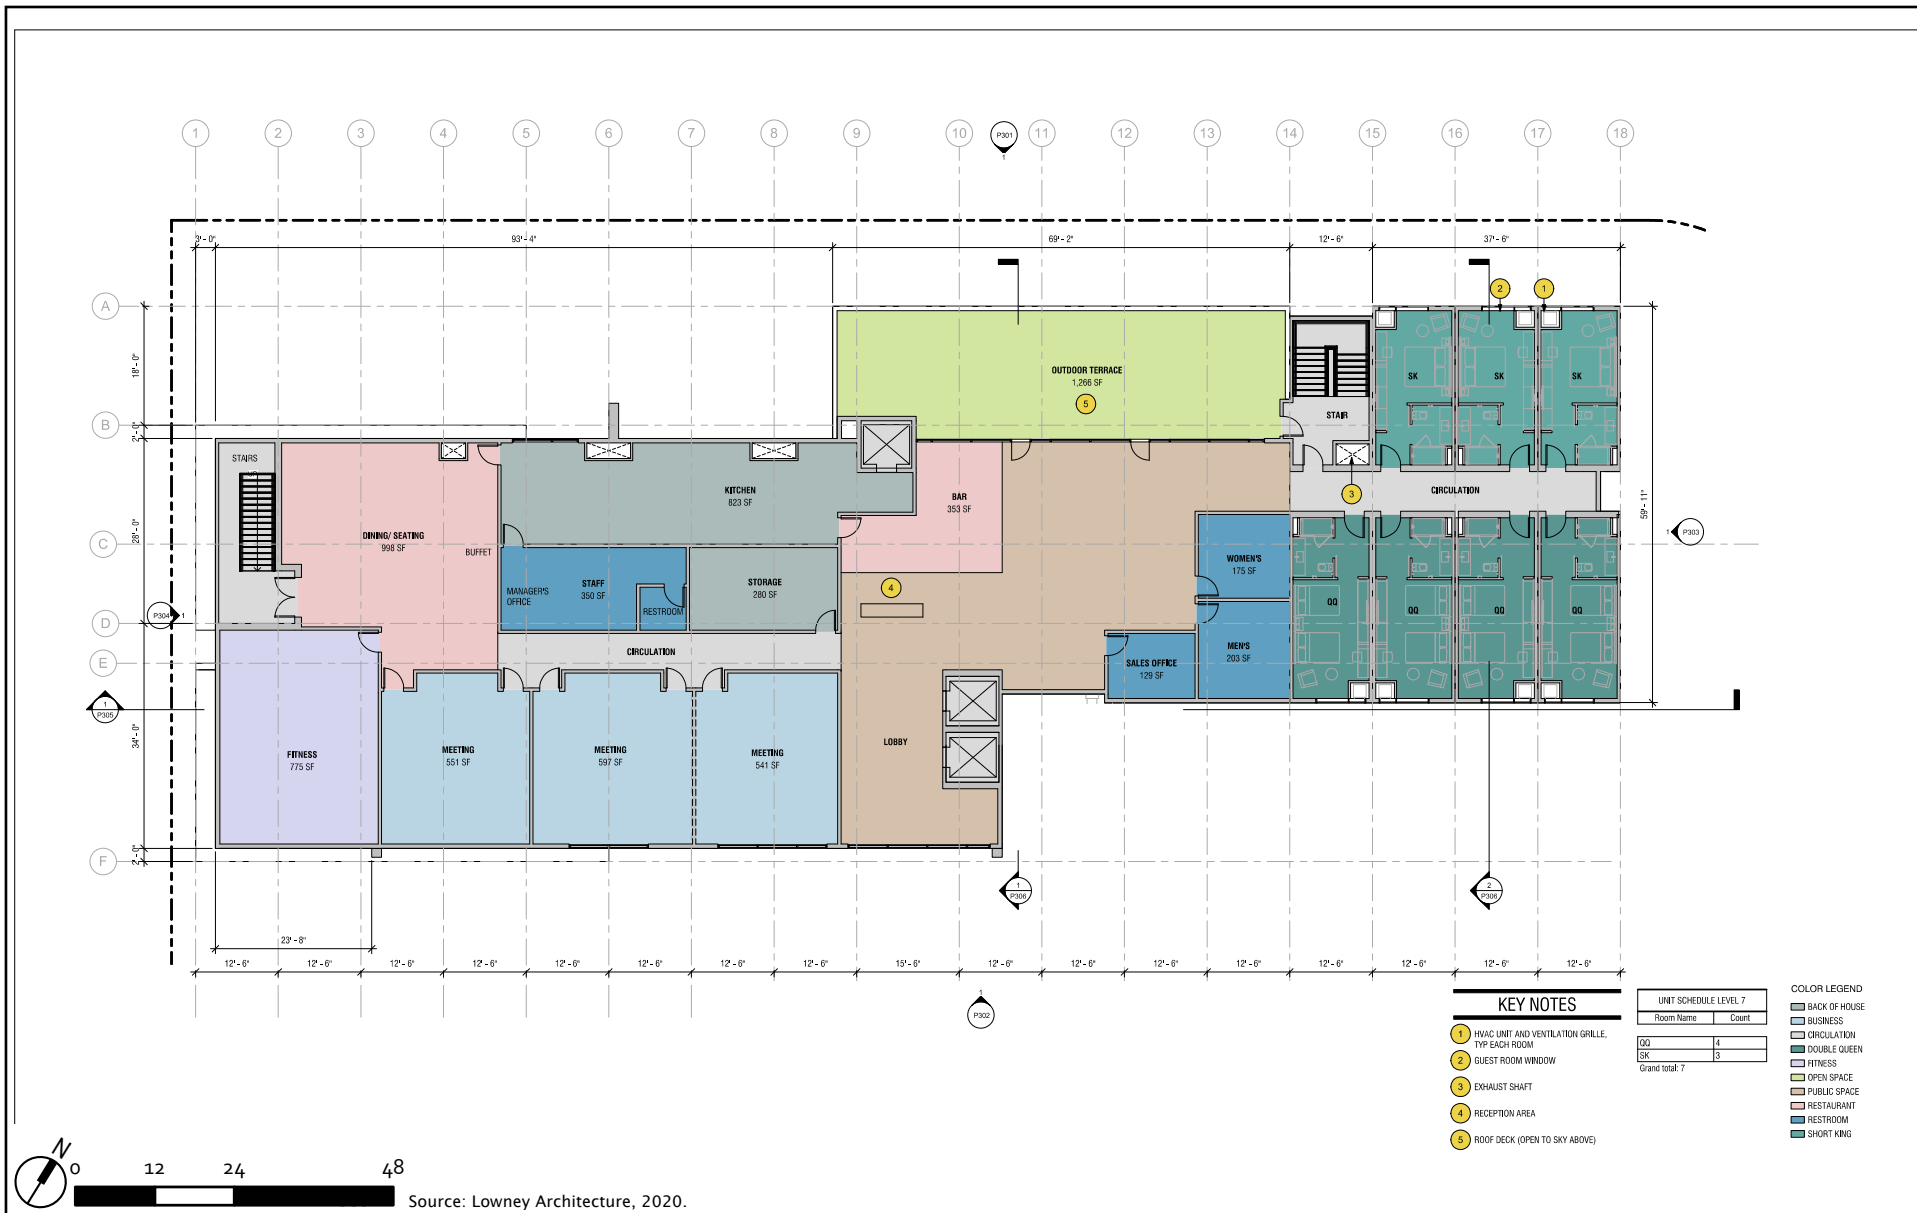 1 2 3 4 5 6 7 8 9 10 11 12 13 14 15 16 17 18
P301
1
3' - 0" 93' - 4" 69' - 2" 12' - 6" 37' - 6"
2 1
A
18' - 0"
OUTDOOR TERRACE
1,266 SF
5
SK SK SK
STAIR
B
2' - 0"
STAIRS
KITCHEN
823 SF
BAR
353 SF
3
CIRCULATION
59' - 11"
28' - 0"
DINING/ SEATING
998 SF
BUFFET
C
1 P303
WOMEN'S
175 SF
STAFF
350 SF
MANAGER'S
OFFICE
RESTROOM
STORAGE
280 SF
4
QQ QQ QQ QQ
P304 1
D
E
CIRCULATION
MEN'S
203 SF
SALES OFFICE
129 SF
1
P305
34' - 0"
LOBBY
FITNESS
775 SF
MEETING
551 SF
MEETING
597 SF
MEETING
541 SF
2' - 0"
F
1
P306
2
P306
23' - 8"
12' - 6" 12' - 6" 12' - 6" 12' - 6" 12' - 6" 12' - 6" 12' - 6" 12' - 6" 15' - 6" 12' - 6" 12' - 6" 12' - 6" 12' - 6" 12' - 6" 12' - 6" 12' - 6" 12' - 6"
1
P302
KEY NOTES
1 HVAC UNIT AND VENTILATION GRILLE,
TYP EACH ROOM
2 GUEST ROOM WINDOW
3 EXHAUST SHAFT
4 RECEPTION AREA
5 ROOF DECK (OPEN TO SKY ABOVE)
UNIT SCHEDULE LEVEL 7
Room Name Count
QQ 4
SK 3
Grand total: 7
COLOR LEGEND
BACK OF HOUSE
BUSINESS
CIRCULATION
DOUBLE QUEEN
FITNESS
OPEN SPACE
PUBLIC SPACE
RESTAURANT
RESTROOM
SHORT KING
N
0 12 24 48
Source: Lowney Architecture, 2020.